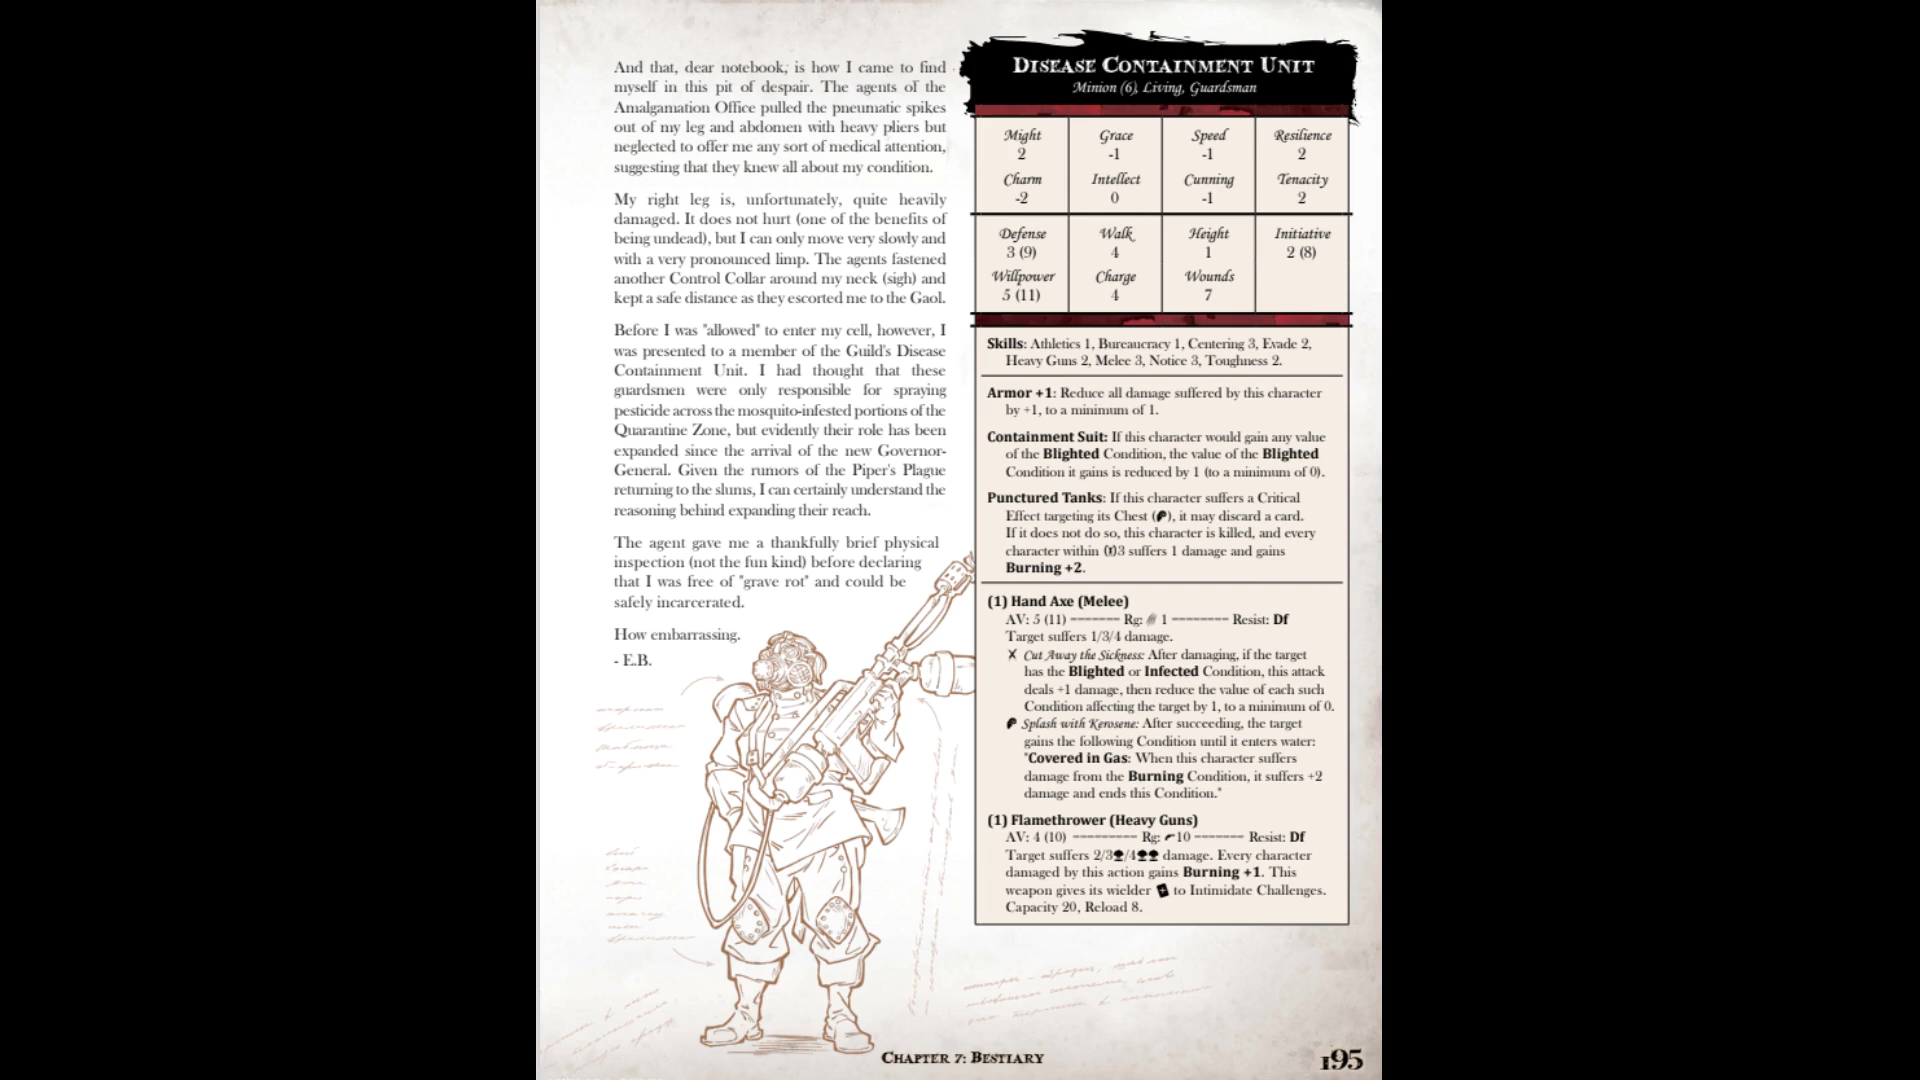 And that, dear notebook, is how I came to find
myself in this pit of despair. The agents of the
Amalgamation Office pulled the pneumatic spikes
out of my leg and abdomen with heavy pliers but
neglected to offer me any sort of medical attention,
suggesting that they knew all about my condition.
My right leg is, unfortunately, quite heavily
damaged. It does not hurt (one of the benefits of
being undead), but I can only move very slowly and
with a very pronounced limp. The agents fastened
another Control Collar around my neck (sigh) and
kept a safe distance as they escorted me to the Gaol.
Before I was "allowed" to enter my cell, however, I
was presented to a member of the Guild's Disease
Containment Unit. I had thought that these
guardsmen were only responsible for spraying
pesticide across the mosquito-infested portions of the
Quarantine Zone, but evidently their role has been
expanded since the arrival of the new Governor-
General. Given the rumors of the Piper's Plague
returning to the slums, I can certainly understand the
reasoning behind expanding their reach.
The agent gave me a thankfully brief physical
inspection (not the fun kind) before declaring
that I was free of "grave rot" and could be
safely incarcerated.
How embarrassing.
- E.B.
DISEASE CONTAINMENT UNIT
Minion (6), Living, Guardsman
Might Grace Speed Resilience
2 -1 -1 2
Charm Intellect Cunning Tenacity
-2 0 -1 2
Defense Walk Height Initiative
3 (9) 4 1 2 (8)
Willpower Charge Wounds
5 (11) 4 7
Skills: Athletics 1, Bureaucracy 1, Centering 3, Evade 2,
Heavy Guns 2, Melee 3, Notice 3, Toughness 2.
Armor +1: Reduce all damage suffered by this character
by +1, to a minimum of 1.
Containment Suit: If this character would gain any value
of the Blighted Condition, the value of the Blighted
Condition it gains is reduced by 1 (to a minimum of 0).
Punctured Tanks: If this character suffers a Critical
Effect targeting its Chest ( ), it may discard a card.
If it does not do so, this character is killed, and every
character within 3 suffers 1 damage and gains
Burning +2.
(1) Hand Axe (Melee)
AV: 5 (11) ------- Rg: 1 -------- Resist: Df
Target suffers 1/3/4 damage.
Cut Away the Sickness: After damaging, if the target
has the Blighted or Infected Condition, this attack
deals +1 damage, then reduce the value of each such
Condition affecting the target by 1, to a minimum of 0.
Splash with Kerosene: After succeeding, the target
gains the following Condition until it enters water:
"Covered in Gas: When this character suffers
damage from the Burning Condition, it suffers +2
damage and ends this Condition."
(1) Flamethrower (Heavy Guns)
AV: 4 (10) --------- Rg: 10 ------- Resist: Df
Target suffers 2/3/4 damage. Every character
damaged by this action gains Burning +1. This
weapon gives its wielder to Intimidate Challenges.
Capacity 20, Reload 8.
CHAPTER 7: BESTIARY
195